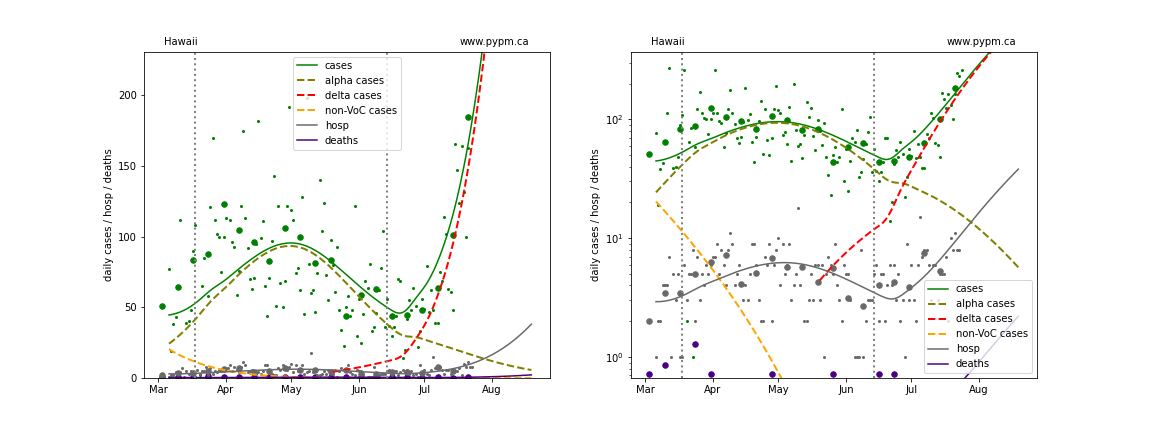 Hawaii
www.pypm.ca
daily cases / hosp / deaths
200
150
100
50
0
Mar
Apr
May
Jun
Jul
Aug
cases
alpha cases
delta cases
non-VoC cases
hosp
deaths
Hawaii
www.pypm.ca
daily cases / hosp / deaths
10²
10¹
10⁰
Mar
Apr
May
Jun
Jul
Aug
cases
alpha cases
delta cases
non-VoC cases
hosp
deaths